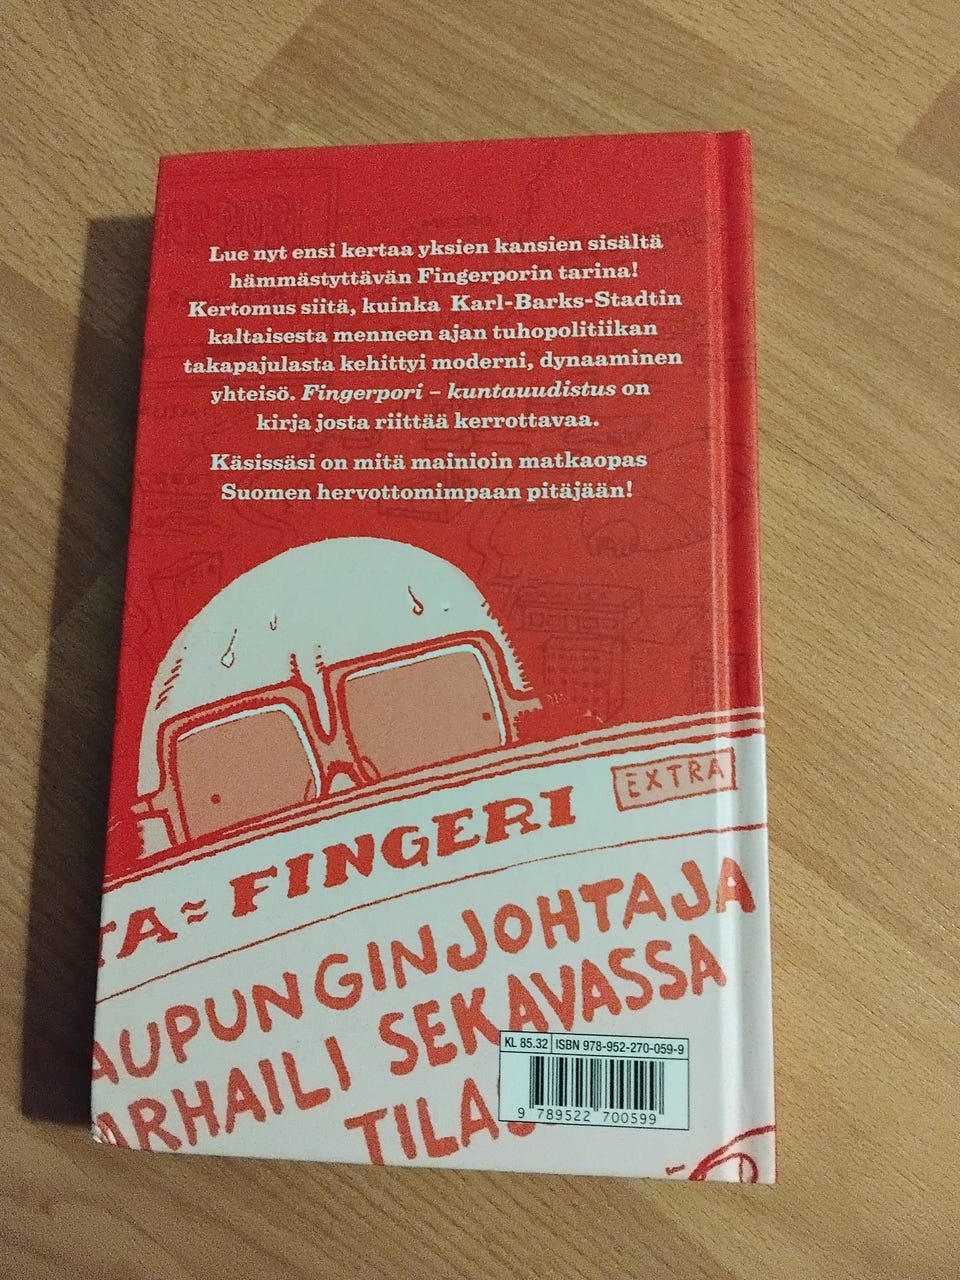 Lue nyt ensi kertaa yksien kansien sisältä
hämmästyttävän Fingerporin tarina!
Kertomus siitä, kuinka Karl-Barks-Stadtin
kaltaisesta menneen ajan tuhopolitiikan
takapajulasta kehittyi moderni, dynaaminen
yhteisö. Fingerpori – kuntauudistus on
kirja josta riittää kerrottavaa.
Käsissäsi on mitä mainioin matkaopas
Suomen hervottomimpaan pitäjään!
EXTRA
TA≈FINGERI
AUPUNGINJOHTAJA
ARHAILI SEKAVASSA
TILAS
KL 85.32 ISBN 978-952-270-059-9
9 789522 700599